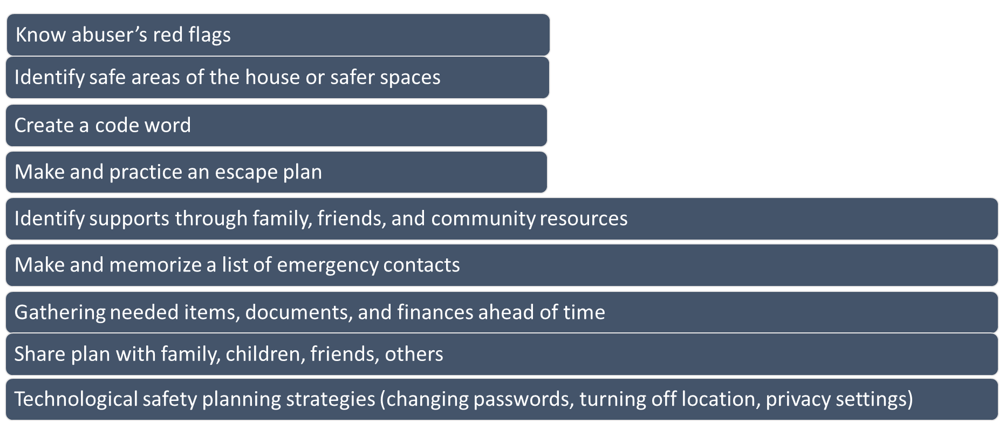 Know abuser’s red flags
Identify safe areas of the house or safer spaces
Create a code word
Make and practice an escape plan
Identify supports through family, friends, and community resources
Make and memorize a list of emergency contacts
Gathering needed items, documents, and finances ahead of time
Share plan with family, children, friends, others
Technological safety planning strategies (changing passwords, turning off location, privacy settings)